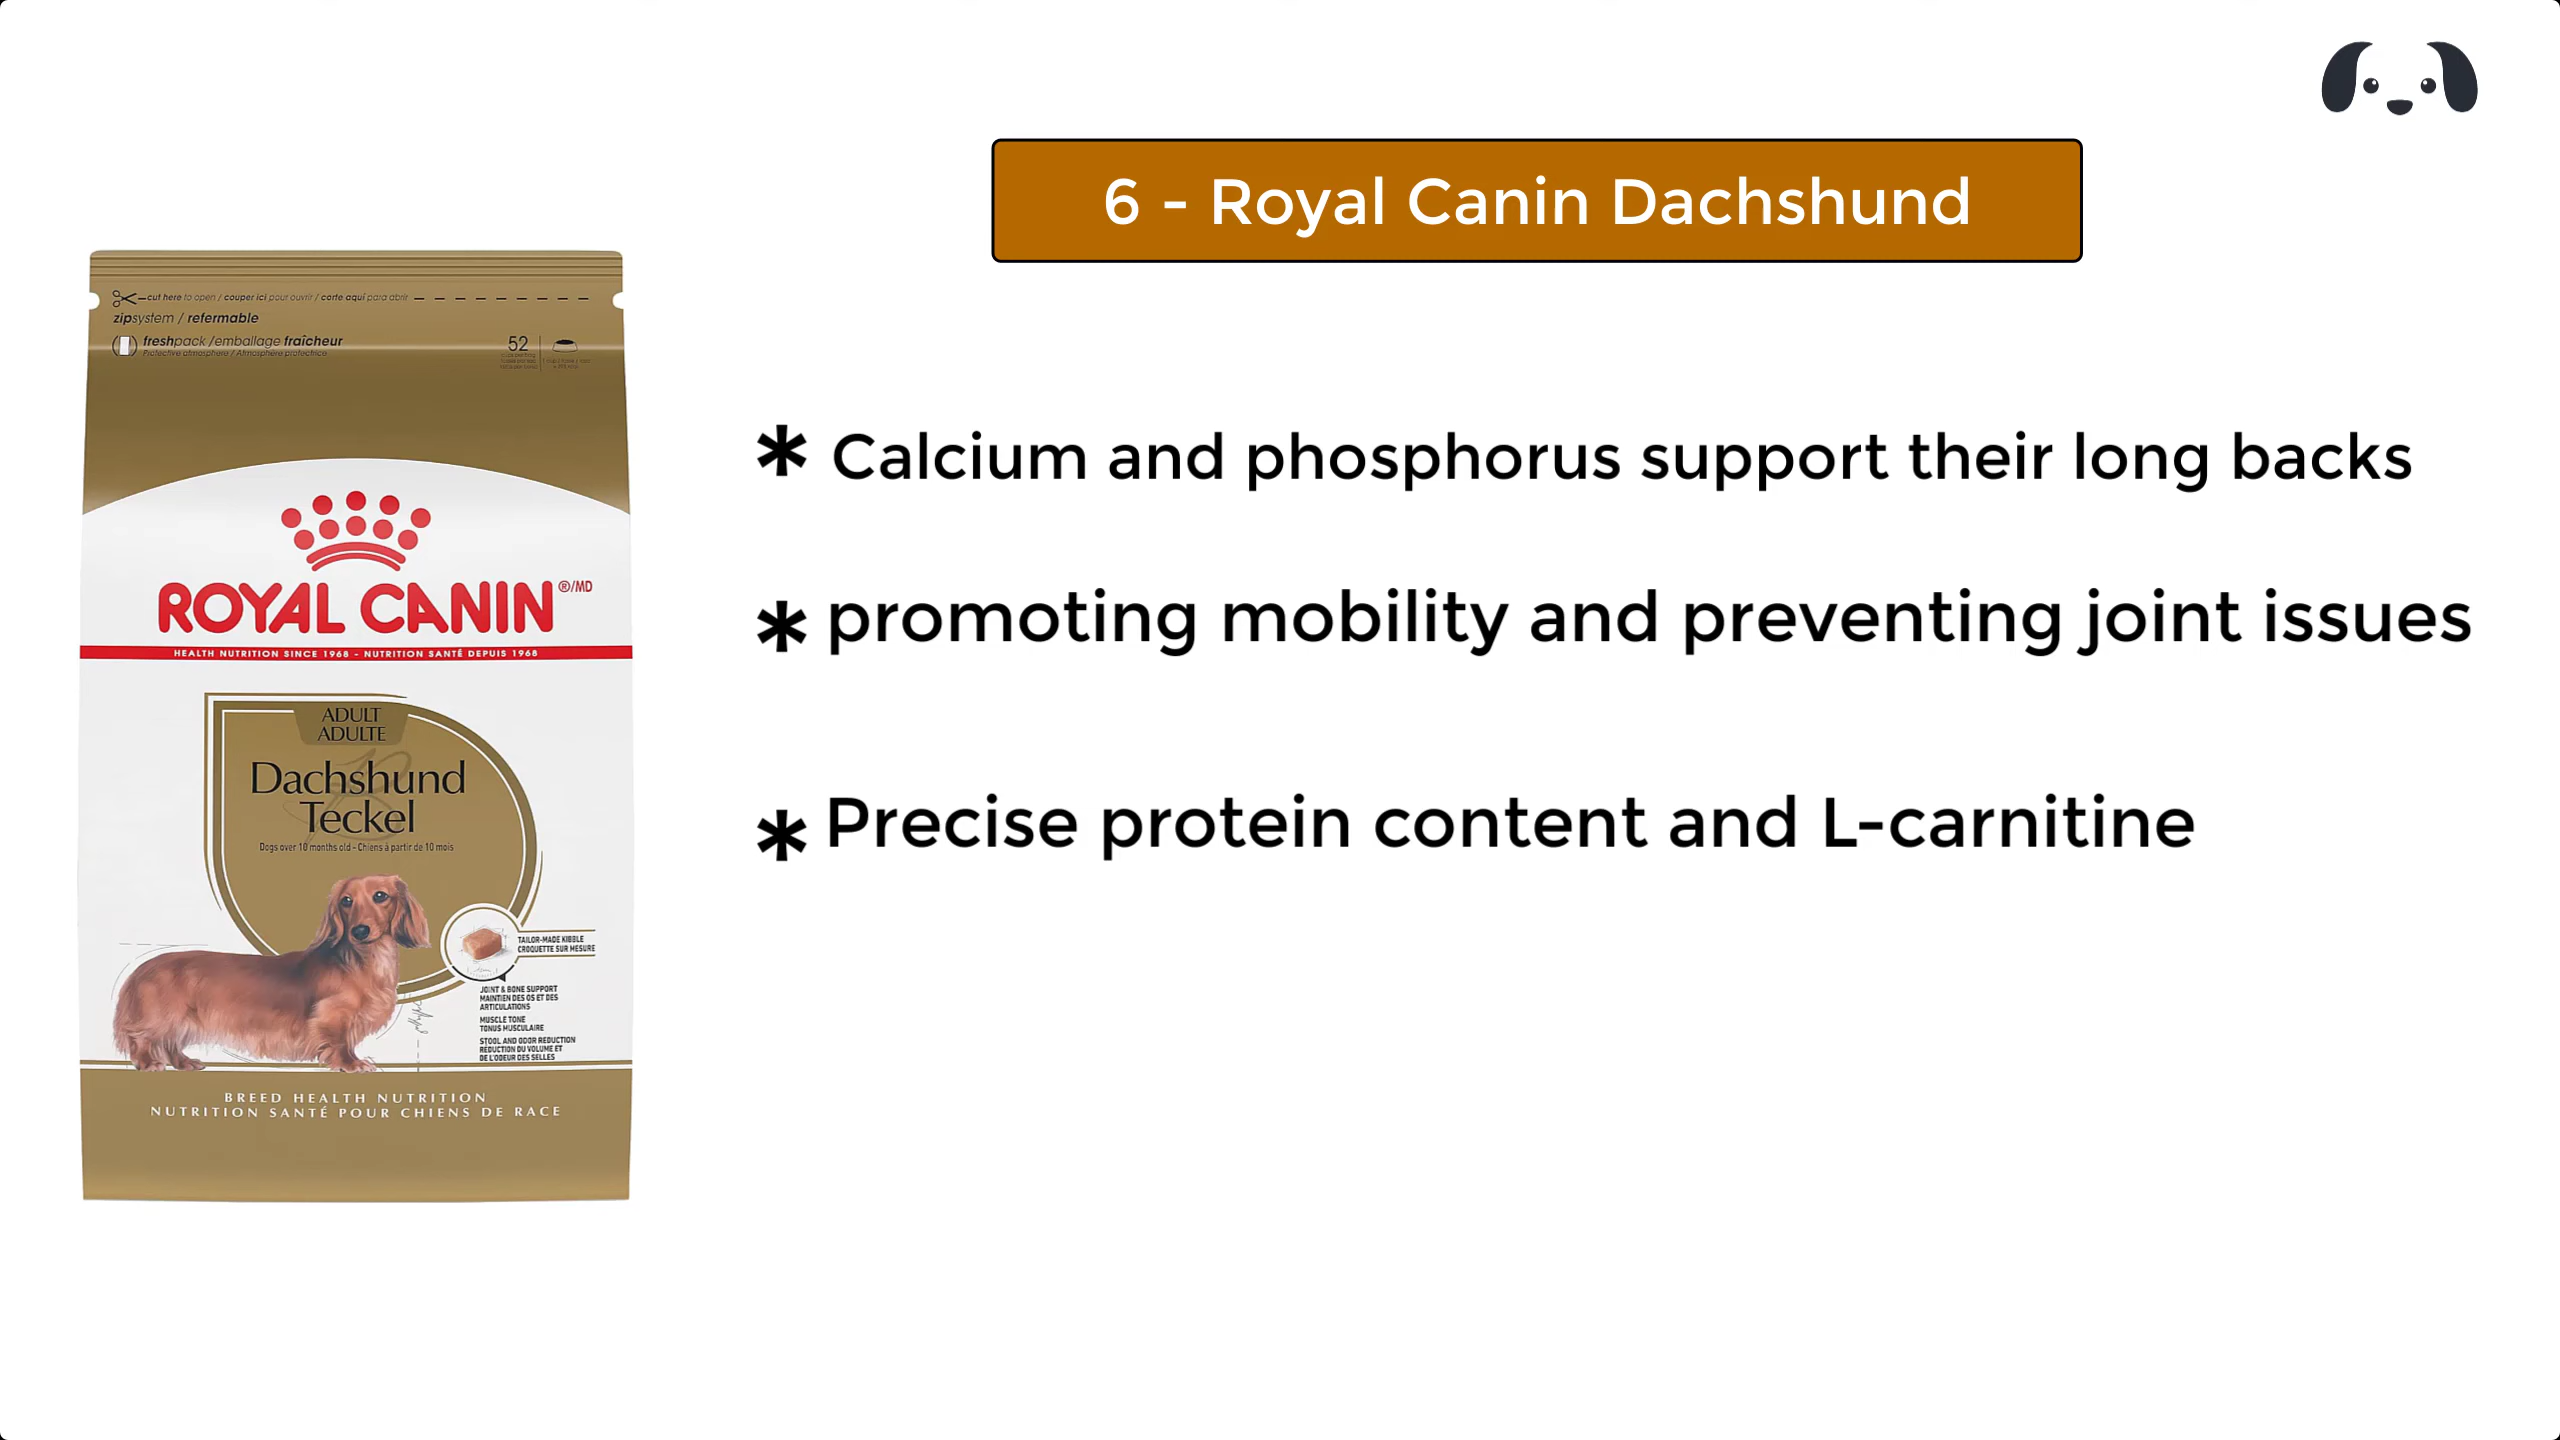 6 - Royal Canin Dachshund
cut here to open / couper ici pour ouvrir / corte aquí para abrir
zipsystem / refermable
freshpack /emballage fraîcheur
Protective atmosphere / Atmosphère protectrice
52
ROYAL CANIN ®/MD
HEALTH NUTRITION SINCE 1968 - NUTRITION SANTÉ DEPUIS 1968
ADULT
ADULTE
Dachshund
Teckel
Dogs over 10 months old - Chiens à partir de 10 mois
TAILOR-MADE KIBBLE
CROQUETTE SUR MESURE
JOINT & BONE SUPPORT
MAINTIEN DES OS ET DES
ARTICULATIONS
MUSCLE TONE
TONUS MUSCULAIRE
STOOL AND ODOR REDUCTION
RÉDUCTION DU VOLUME ET
DE L'ODEUR DES SELLES
BREED HEALTH NUTRITION
NUTRITION SANTÉ POUR CHIENS DE RACE
* Calcium and phosphorus support their long backs
* promoting mobility and preventing joint issues
* Precise protein content and L-carnitine